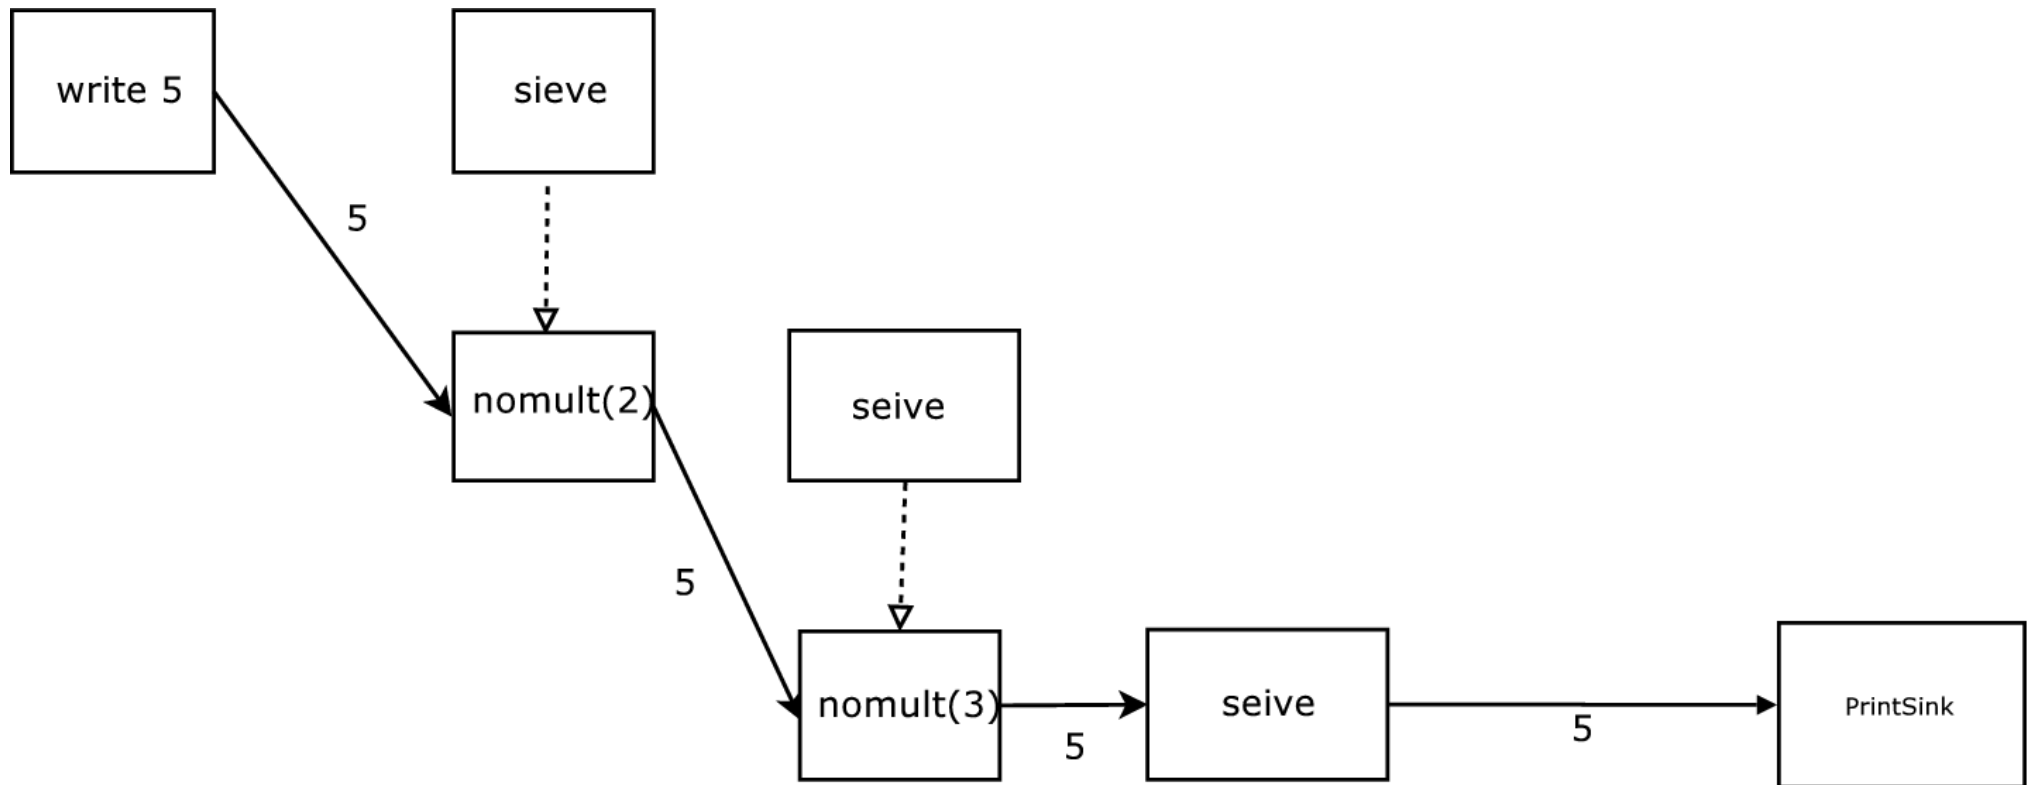 write 5
sieve
5
nomult(2)
seive
5
nomult(3)
5
seive
5
PrintSink